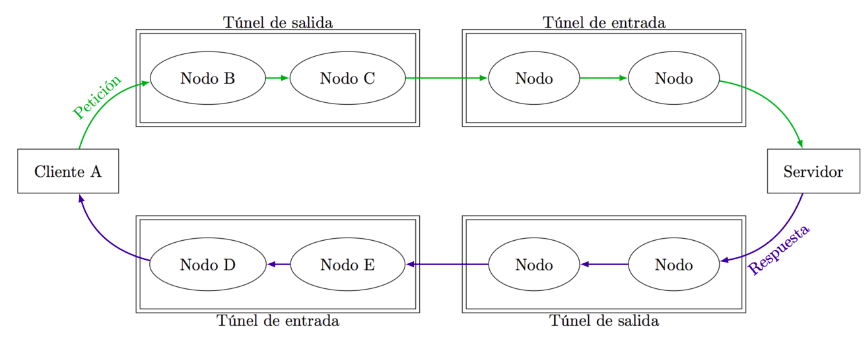 Túnel de salida
Túnel de entrada
Nodo B
Nodo C
Nodo
Nodo
Petición
Cliente A
Servidor
Respuesta
Nodo D
Nodo E
Nodo
Nodo
Túnel de entrada
Túnel de salida